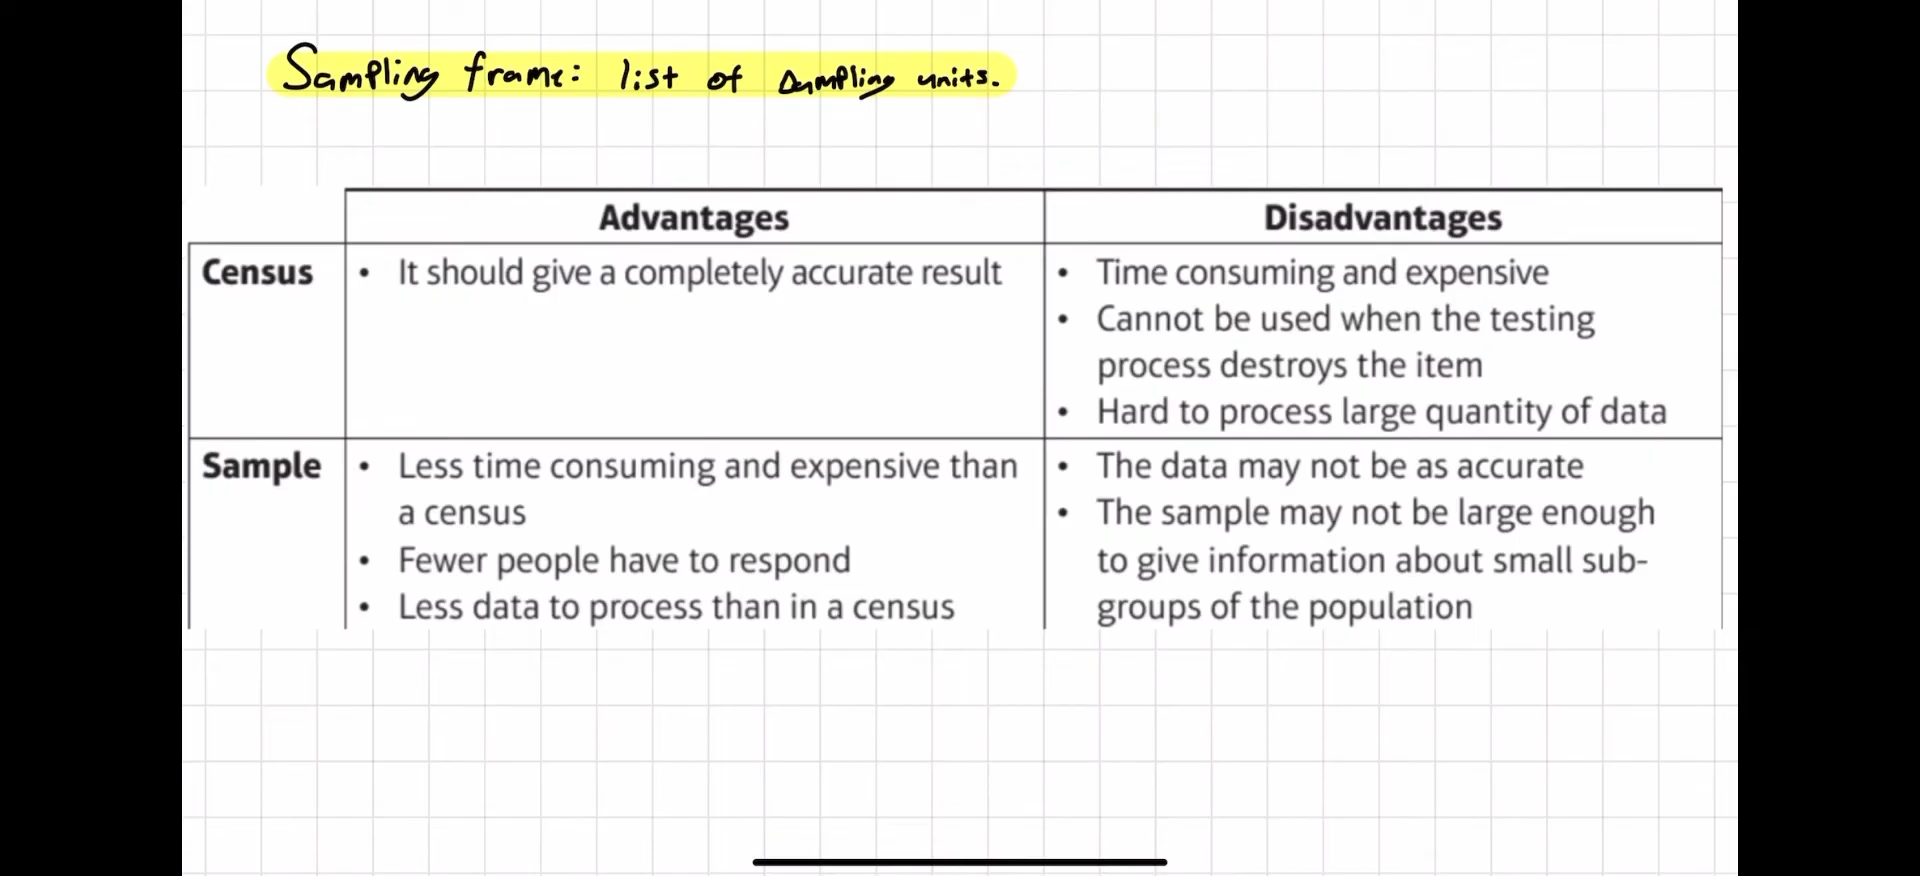 Sampling frame: list of sampling units.
Advantages
Disadvantages
Census
• It should give a completely accurate result
• Time consuming and expensive
• Cannot be used when the testing
process destroys the item
• Hard to process large quantity of data
Sample
• Less time consuming and expensive than
a census
• Fewer people have to respond
• Less data to process than in a census
• The data may not be as accurate
• The sample may not be large enough
to give information about small sub-
groups of the population